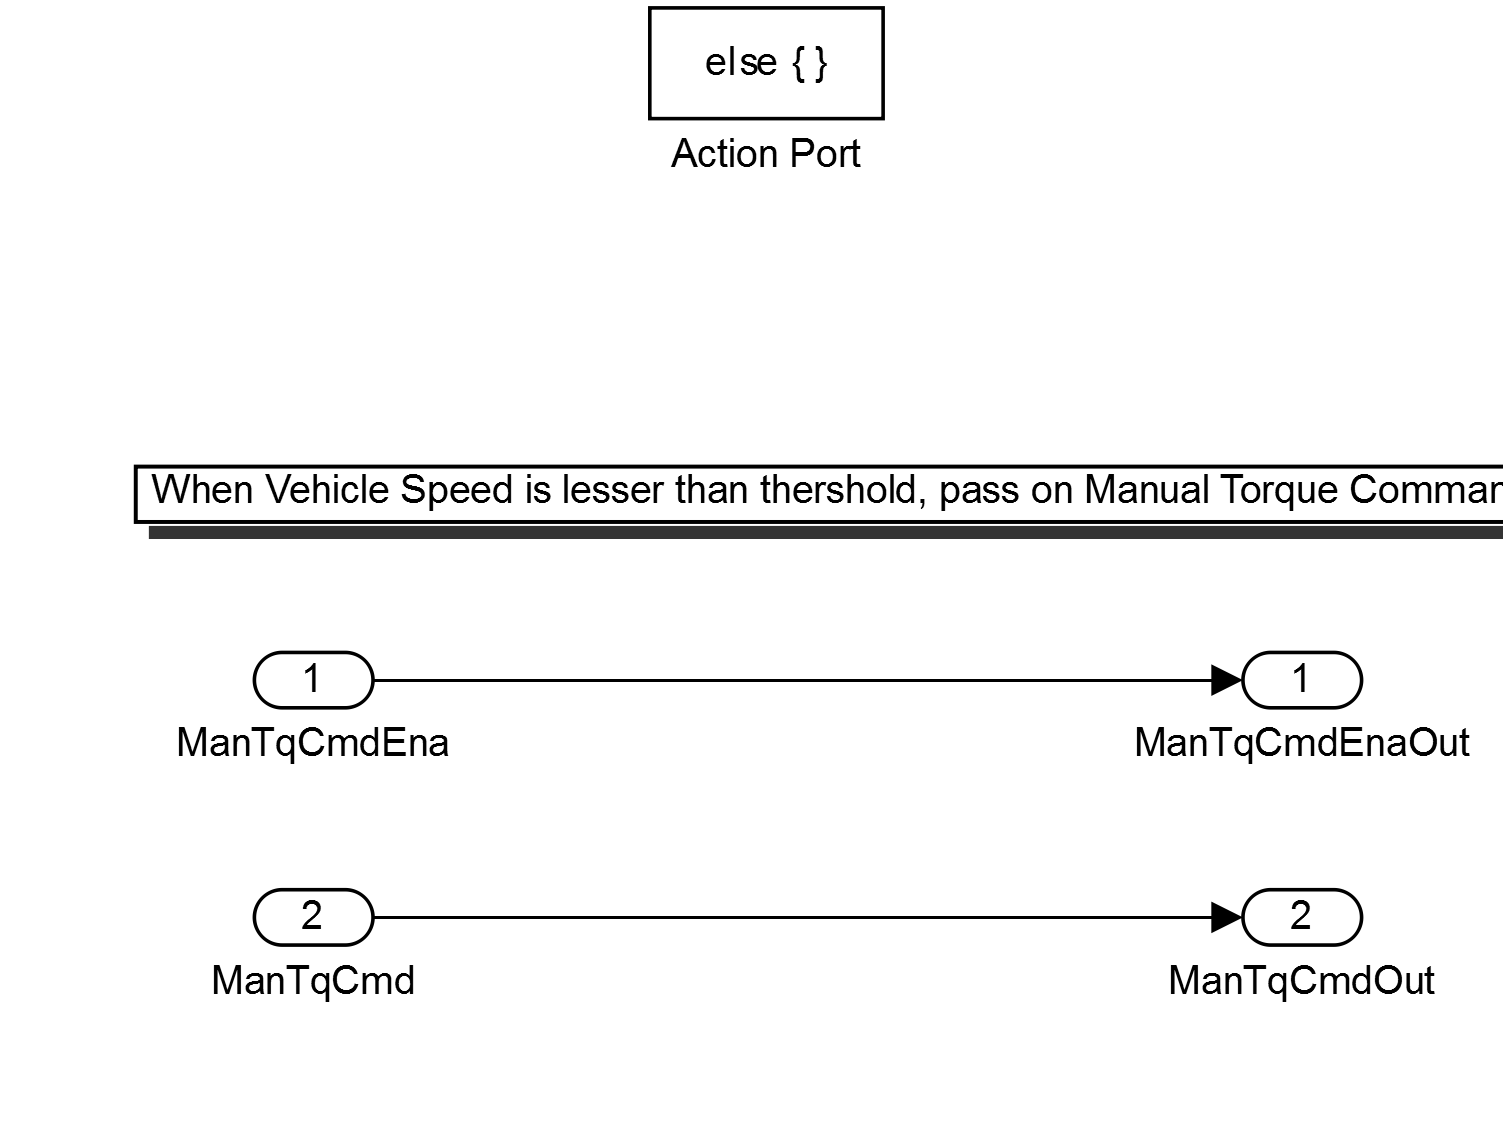 else { }
Action Port
When Vehicle Speed is lesser than thershold, pass on Manual Torque Comman
1
1
ManTqCmdEna
ManTqCmdEnaOut
2
2
ManTqCmd
ManTqCmdOut